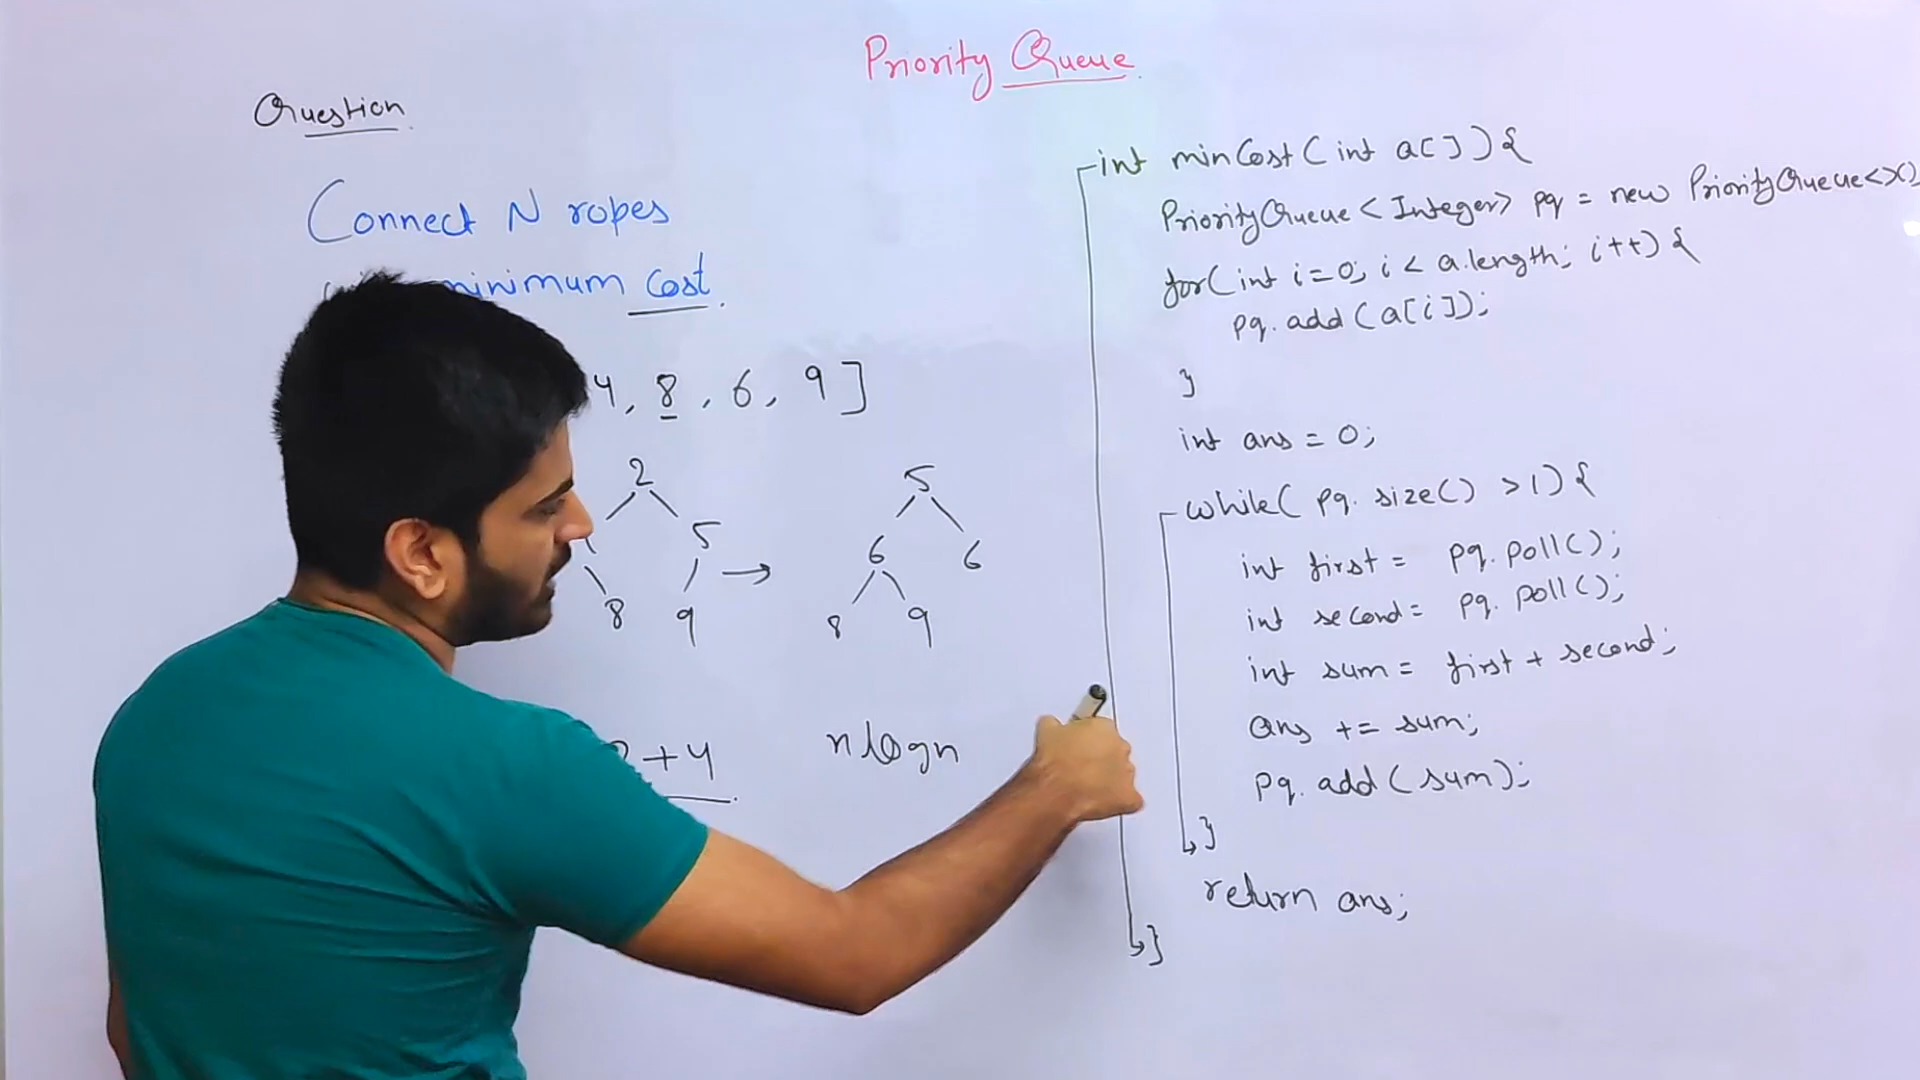 Priority Queue
Question
Connect N ropes
minimum cost.
4, 8, 6, 9]
2
5
8
9
→
5
6
6
8
9
+4
nlogn
int minCost(int a[]){
PriorityQueue<Integer> pq = new PriorityQueue<>()
for(int i=0; i < a.length; i++){
pq.add(a[i]);
}
int ans = 0;
while(pq.size() >1){
int first = pq.poll();
int second = pq.poll();
int sum = first + second;
ans += sum;
pq.add(sum);
}
return ans;
}